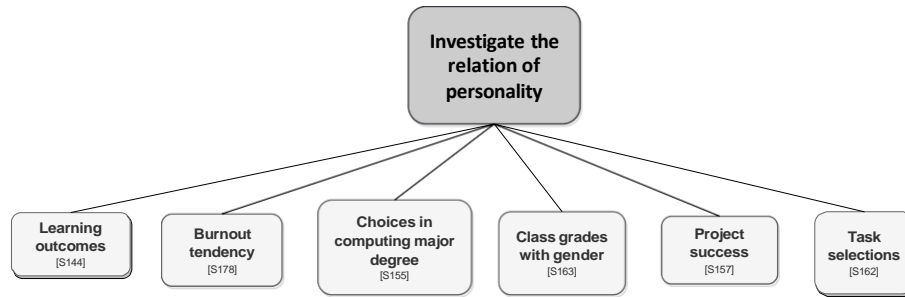 Investigate the
relation of
personality
Learning
outcomes
[S144]
Burnout
tendency
[S178]
Choices in
computing major
degree
[S155]
Class grades
with gender
[S163]
Project
success
[S157]
Task
selections
[S162]